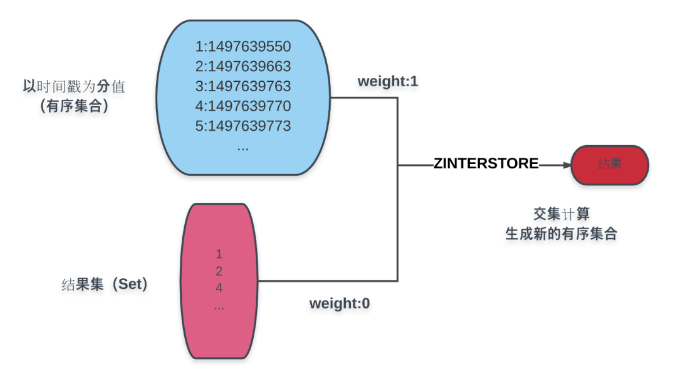 以时间戳为分值
（有序集合）
1:1497639550
2:1497639663
3:1497639763
4:1497639770
5:1497639773
...
weight:1
ZINTERSTORE
结果
交集计算
生成新的有序集合
结果集（Set）
1
2
4
...
weight:0